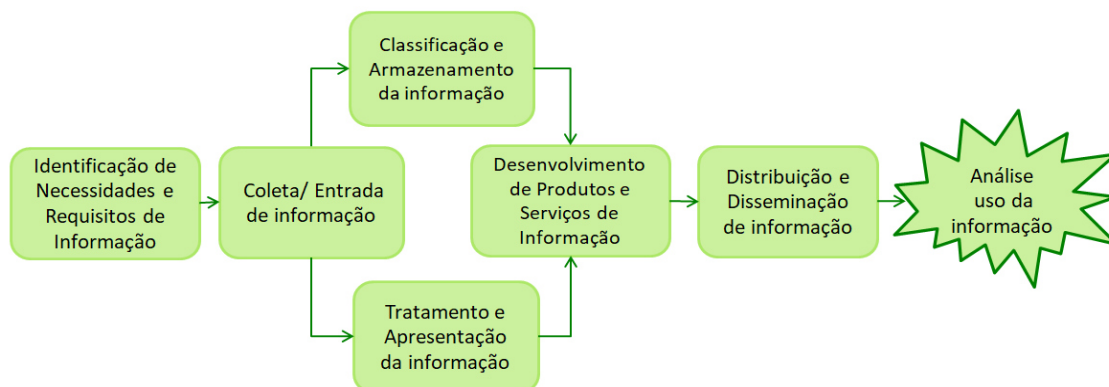 Identificação de
Necessidades e
Requisitos de
Informação
Coleta/ Entrada
de informação
Classificação e
Armazenamento
da informação
Tratamento e
Apresentação
da informação
Desenvolvimento
de Produtos e
Serviços de
Informação
Distribuição e
Disseminação
de informação
Análise
uso da
informação